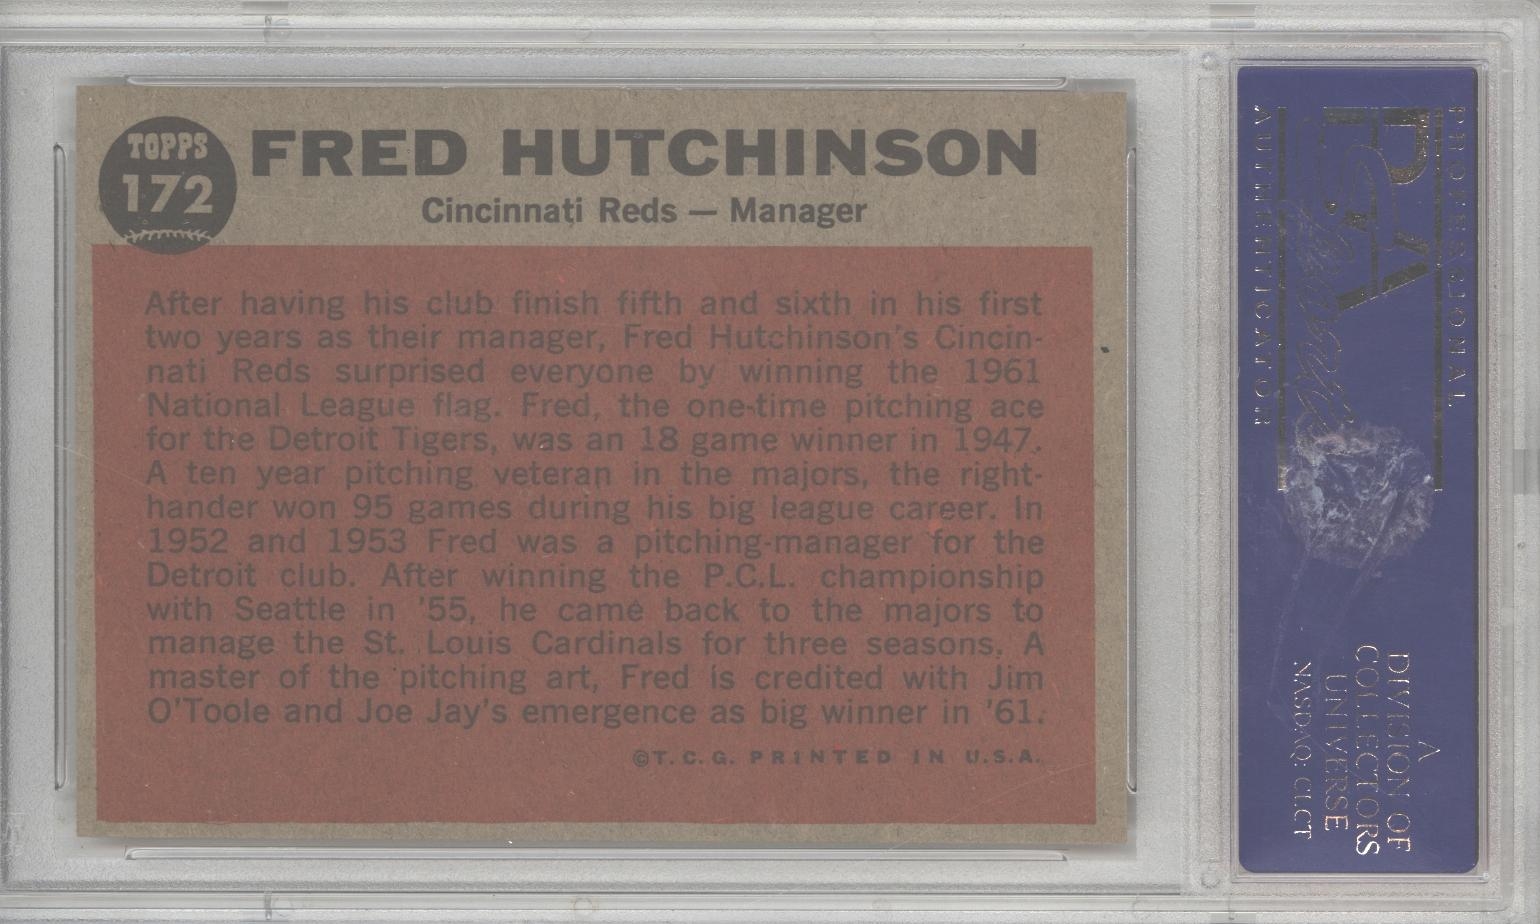 TOPPS
172
FRED HUTCHINSON
Cincinnati Reds — Manager
After having his club finish fifth and sixth in his first
two years as their manager, Fred Hutchinson's Cincin-
nati Reds surprised everyone by winning the 1961
National League flag. Fred, the one-time pitching ace
for the Detroit Tigers, was an 18 game winner in 1947.
A ten year pitching veteran in the majors, the right-
hander won 95 games during his big league career. In
1952 and 1953 Fred was a pitching-manager for the
Detroit club. After winning the P.C.L. championship
with Seattle in '55, he came back to the majors to
manage the St. Louis Cardinals for three seasons. A
master of the pitching art, Fred is credited with Jim
O'Toole and Joe Jay's emergence as big winner in '61.
©T.C.G. PRINTED IN U.S.A.
PROFESSIONAL
PSA
AUTHENTICATOR
A
DIVISION OF
COLLECTORS
UNIVERSE
NASDAQ: CLCT